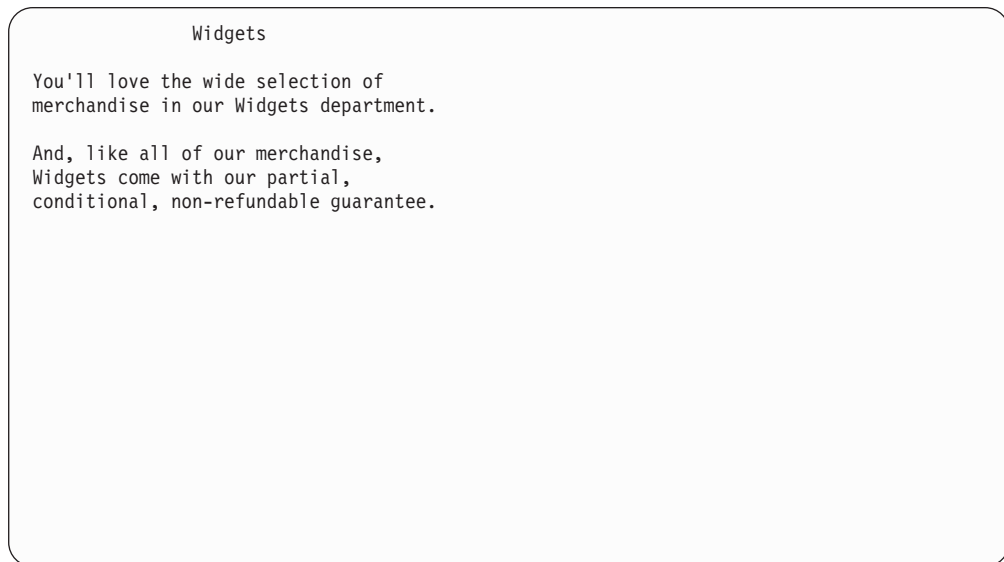 Widgets
You'll love the wide selection of
merchandise in our Widgets department.
And, like all of our merchandise,
Widgets come with our partial,
conditional, non-refundable guarantee.